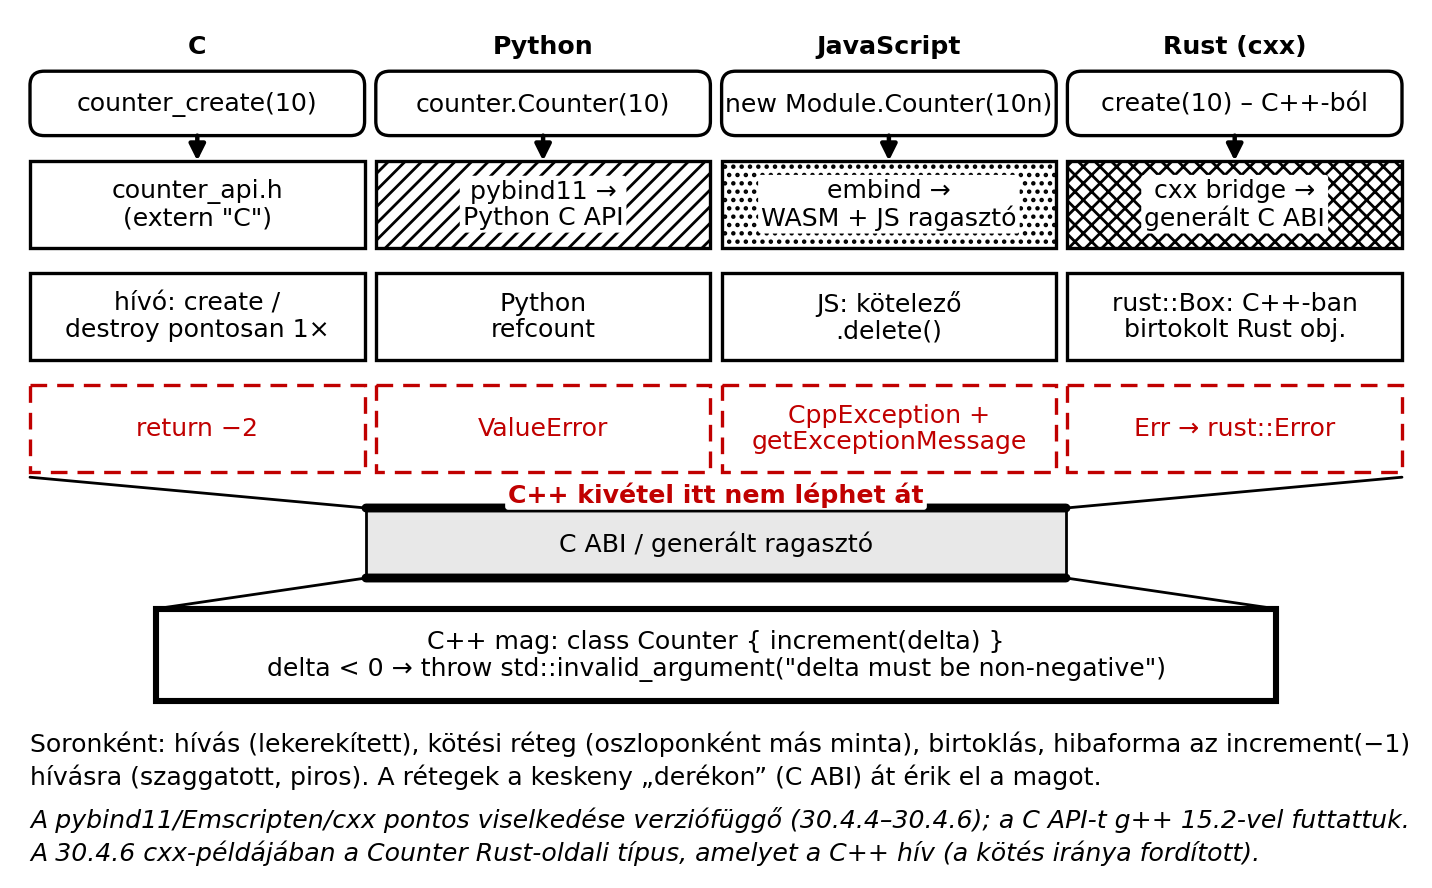 C
Python
JavaScript
Rust (cxx)
counter_create(10)
counter.Counter(10)
new Module.Counter(10n)
create(10) – C++-ból
counter_api.h
(extern "C")
pybind11 →
Python C API
embind →
WASM + JS ragasztó
cxx bridge →
generált C ABI
hívó: create /
destroy pontosan 1×
Python
refcount
JS: kötelező
.delete()
rust::Box: C++-ban
birtokolt Rust obj.
return −2
ValueError
CppException +
getExceptionMessage
Err → rust::Error
C++ kivétel itt nem léphet át
C ABI / generált ragasztó
C++ mag: class Counter { increment(delta) }
delta < 0 → throw std::invalid_argument("delta must be non-negative")
Soronként: hívás (lekerekített), kötési réteg (oszloponként más minta), birtoklás, hibaforma az increment(−1)
hívásra (szaggatott, piros). A rétegek a keskeny „derékon” (C ABI) át érik el a magot.
A pybind11/Emscripten/cxx pontos viselkedése verziófüggő (30.4.4–30.4.6); a C API-t g++ 15.2-vel futtattuk.
A 30.4.6 cxx-példájában a Counter Rust-oldali típus, amelyet a C++ hív (a kötés iránya fordított).